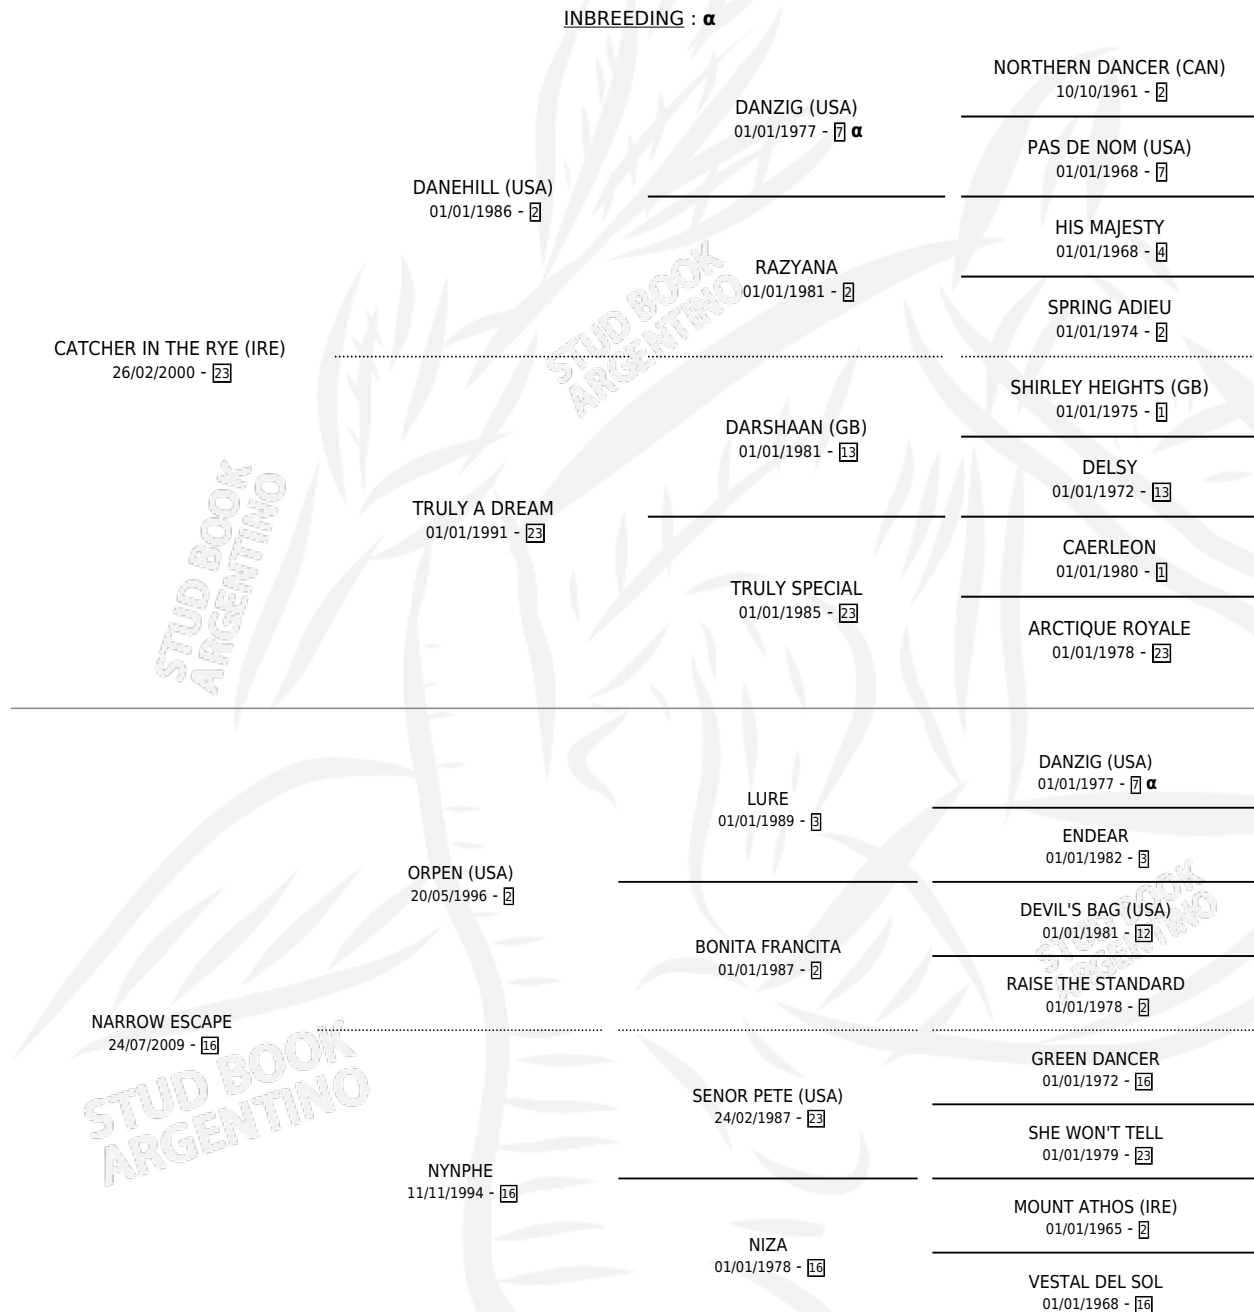 INBREEDING : α
NORTHERN DANCER (CAN)
10/10/1961 - 2
DANZIG (USA)
01/01/1977 - 7 α
PAS DE NOM (USA)
01/01/1968 - 7
DANEHILL (USA)
01/01/1986 - 2
HIS MAJESTY
01/01/1968 - 4
RAZYANA
01/01/1981 - 2
SPRING ADIEU
01/01/1974 - 2
CATCHER IN THE RYE (IRE)
26/02/2000 - 23
SHIRLEY HEIGHTS (GB)
01/01/1975 - 1
DARSHAAN (GB)
01/01/1981 - 13
DELSY
01/01/1972 - 13
TRULY A DREAM
01/01/1991 - 23
CAERLEON
01/01/1980 - 1
TRULY SPECIAL
01/01/1985 - 23
ARCTIQUE ROYALE
01/01/1978 - 23
DANZIG (USA)
01/01/1977 - 7 α
LURE
01/01/1989 - 3
ENDEAR
01/01/1982 - 3
ORPEN (USA)
20/05/1996 - 2
DEVIL'S BAG (USA)
01/01/1981 - 12
BONITA FRANCITA
01/01/1987 - 2
RAISE THE STANDARD
01/01/1978 - 2
NARROW ESCAPE
24/07/2009 - 16
GREEN DANCER
01/01/1972 - 16
SENOR PETE (USA)
24/02/1987 - 23
SHE WON'T TELL
01/01/1979 - 23
NYNPHE
11/11/1994 - 16
MOUNT ATHOS (IRE)
01/01/1965 - 2
NIZA
01/01/1978 - 16
VESTAL DEL SOL
01/01/1968 - 16
STUD BOOK
ARGENTINO
STUD BOOK
ARGENTINO
STUD BOOK
ARGENTINO
STUD BOOK
ARGENTINO